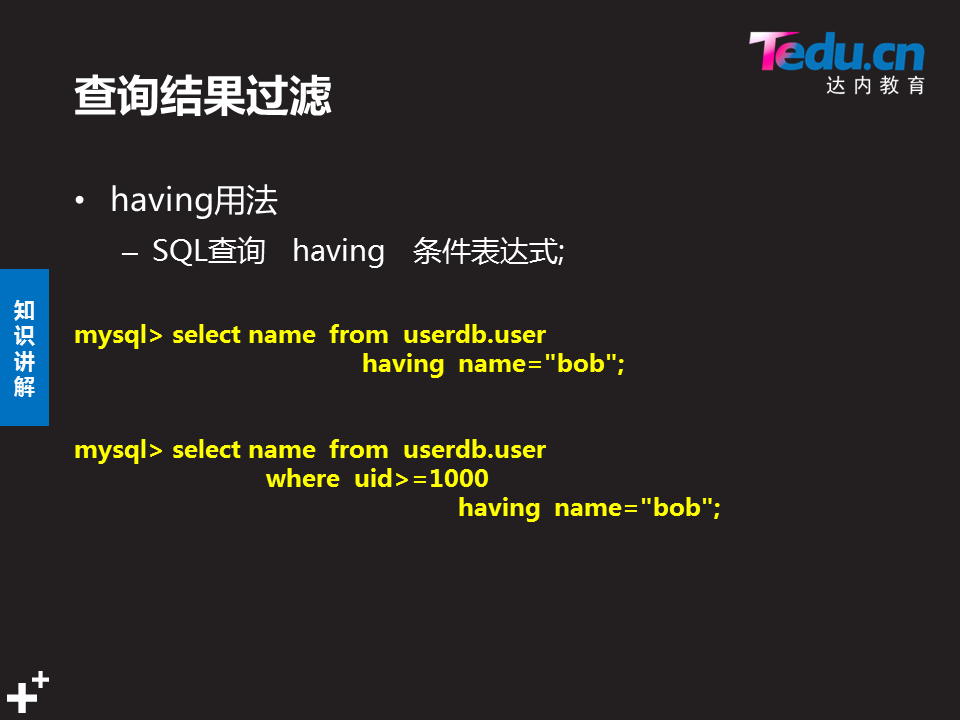 Tedu.cn
达内教育
查询结果过滤
• having用法
– SQL查询 having 条件表达式;
知识讲解
mysql> select name from userdb.user
having name="bob";
mysql> select name from userdb.user
where uid>=1000
having name="bob";